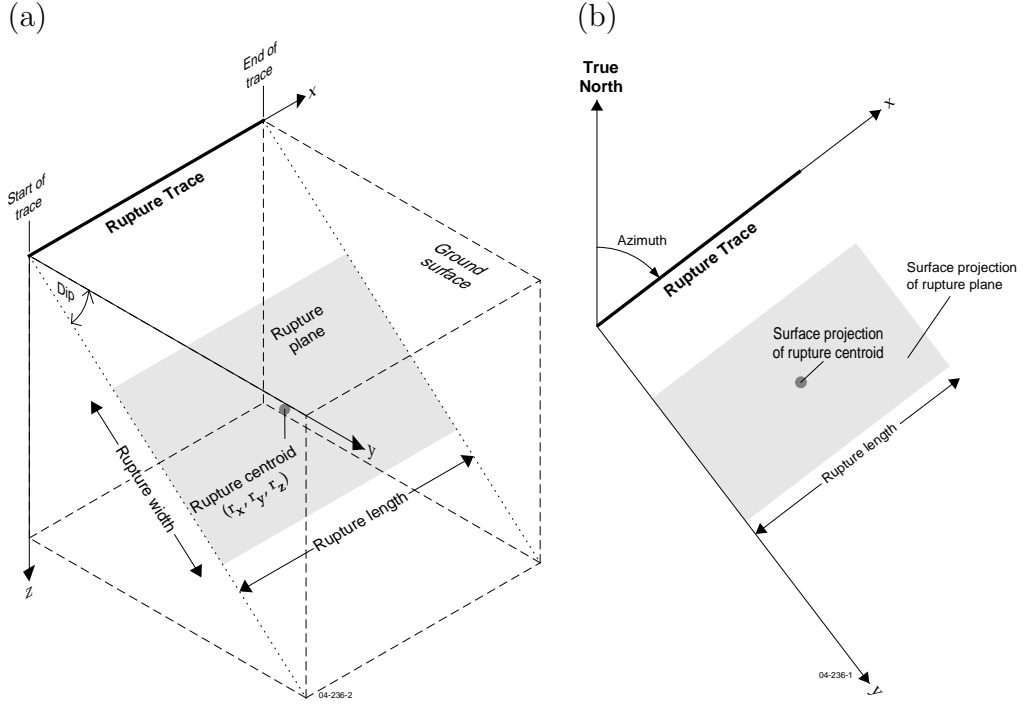 (a)
End of
trace
x
Start of
trace
Rupture Trace
Ground
surface
Dip
Rupture
plane
y
Rupture centroid
(rx, ry, rz)
Rupture width
Rupture length
z
04-236-2
(b)
True
North
x
Azimuth
Rupture Trace
Surface projection
of rupture plane
Surface projection
of rupture centroid
Rupture length
04-236-1
y